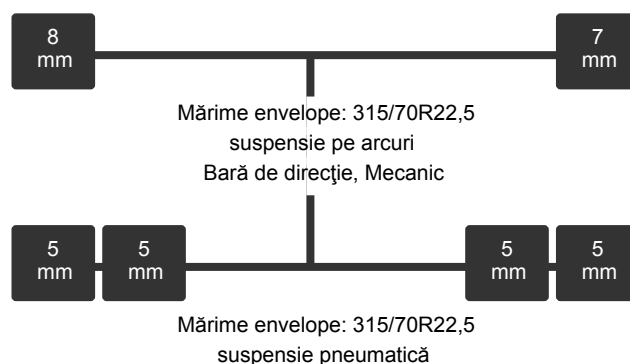 8 mm
7 mm
Mărime envelope: 315/70R22,5
suspensie pe arcuri
Bară de direcţie, Mecanic
5 mm
5 mm
5 mm
5 mm
Mărime envelope: 315/70R22,5
suspensie pneumatică